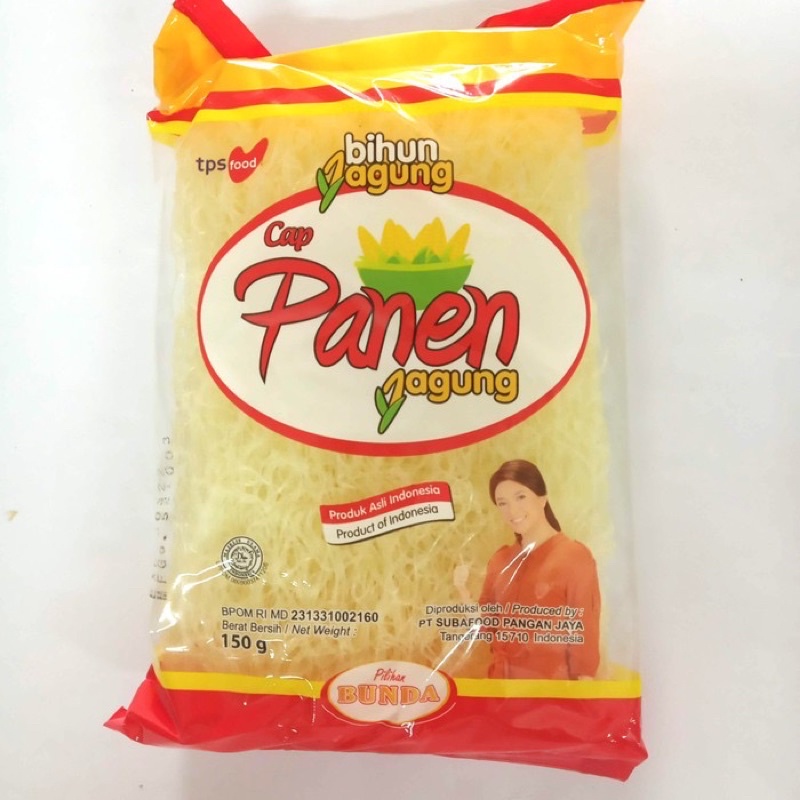 tps food
bihun
Jagung
Cap
Panen
Jagung
Produk Asli Indonesia
Product of Indonesia
BPOM RI MD 231331002160
Berat Bersih / Net Weight :
150 g
Diproduksi oleh / Produced by :
PT SUBAFOOD PANGAN JAYA
Tangerang 15710 Indonesia
Pilihan
BUNDA